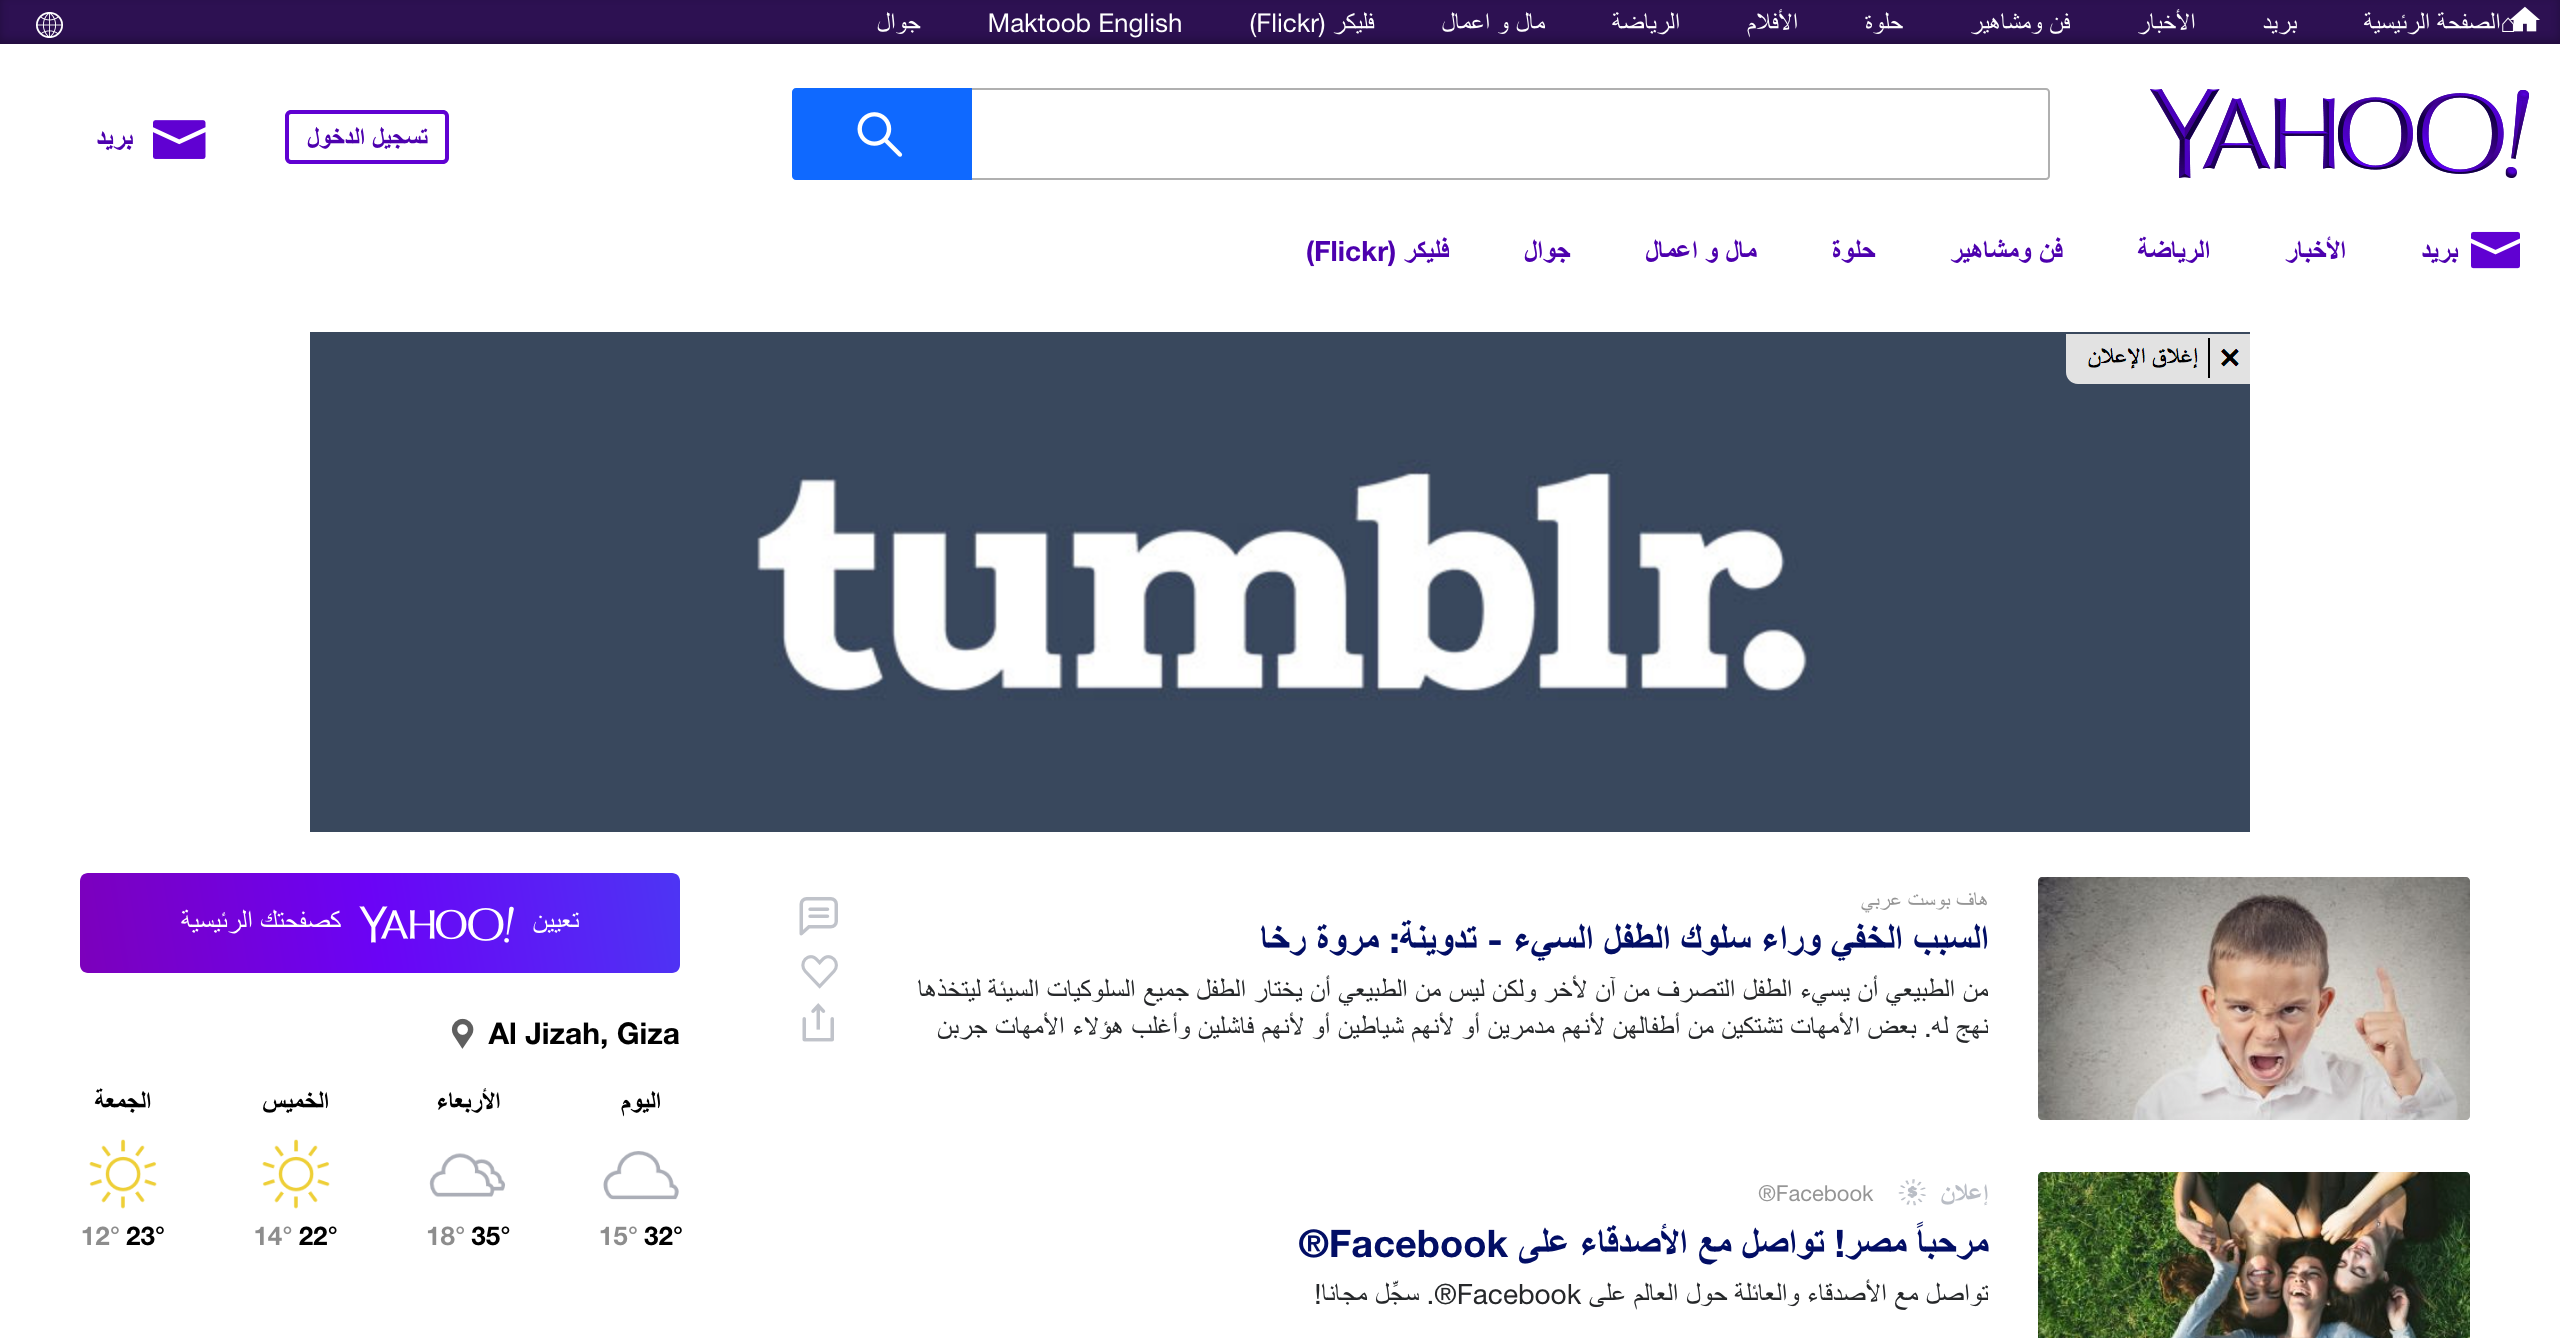 الصفحة الرئيسية بريد الأخبار فن ومشاهير حلوة الأفلام الرياضة مال و اعمال فليكر (Flickr) Maktoob English جوال
YAHOO!
تسجيل الدخول
بريد
بريد الأخبار الرياضة فن ومشاهير حلوة مال و اعمال جوال فليكر (Flickr)
إغلاق الإعلان
tumblr.
هاف بوست عربي
السبب الخفي وراء سلوك الطفل السيء - تدوينة: مروة رخا
من الطبيعي أن يسيء الطفل التصرف من آن لأخر ولكن ليس من الطبيعي أن يختار الطفل جميع السلوكيات السيئة ليتخذها
نهج له. بعض الأمهات تشتكين من أطفالهن لأنهم مدمرين أو لأنهم شياطين أو لأنهم فاشلين وأغلب هؤلاء الأمهات جربن
إعلان Facebook®
مرحباً مصر! تواصل مع الأصدقاء على Facebook®
تواصل مع الأصدقاء والعائلة حول العالم على Facebook®. سجِّل مجانا!
تعيين YAHOO! كصفحتك الرئيسية
Al Jizah, Giza
اليوم الأربعاء الخميس الجمعة
15° 32° 18° 35° 14° 22° 12° 23°